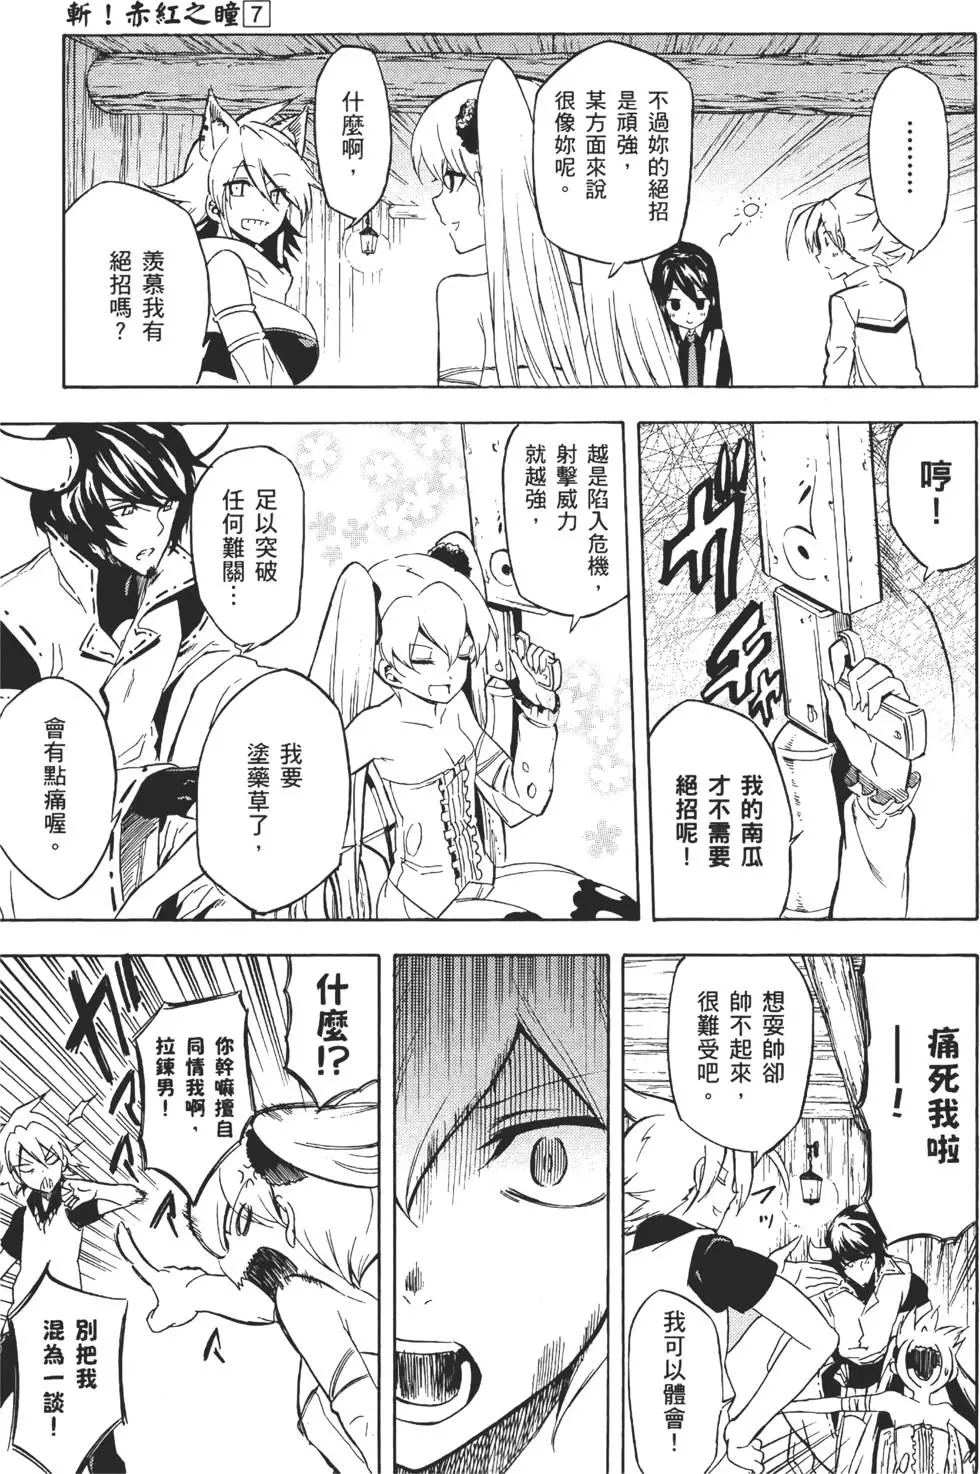 斬！赤紅之瞳7
………
不過妳的絕招
是頑強，
某方面來說
很像妳呢。
什麼啊，
羨慕我有
絕招嗎？
哼！
ガ
チャ
我的南瓜
才不需要
絕招呢！
越是陷入危機，
射擊威力
就越強，
足以突破
任何難關…
我要
塗藥草了，
會有點痛喔。
痛死我啦
——！
想耍帥卻
帥不起來，
很難受吧。
ッ
我可以體會！
什麼!?
你幹嘛擅自
同情我啊，
拉鍊男！
別把我
混為一談！